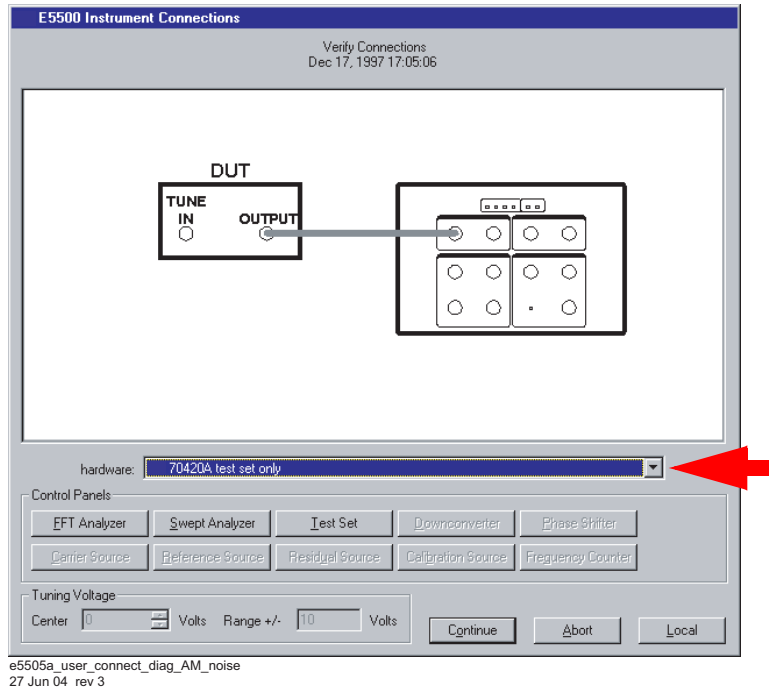 E5500 Instrument Connections
Verify Connections
Dec 17, 1997 17:05:06
DUT
TUNE
IN OUTPUT
hardware: 70420A test set only
Control Panels
FFT Analyzer Swept Analyzer Test Set Downconverter Phase Shifter
Carrier Source Reference Source Residual Source Calibration Source Frequency Counter
Tuning Voltage
Center 0 Volts Range +/- 10 Volts
Continue Abort Local
e5505a_user_connect_diag_AM_noise
27 Jun 04 rev 3